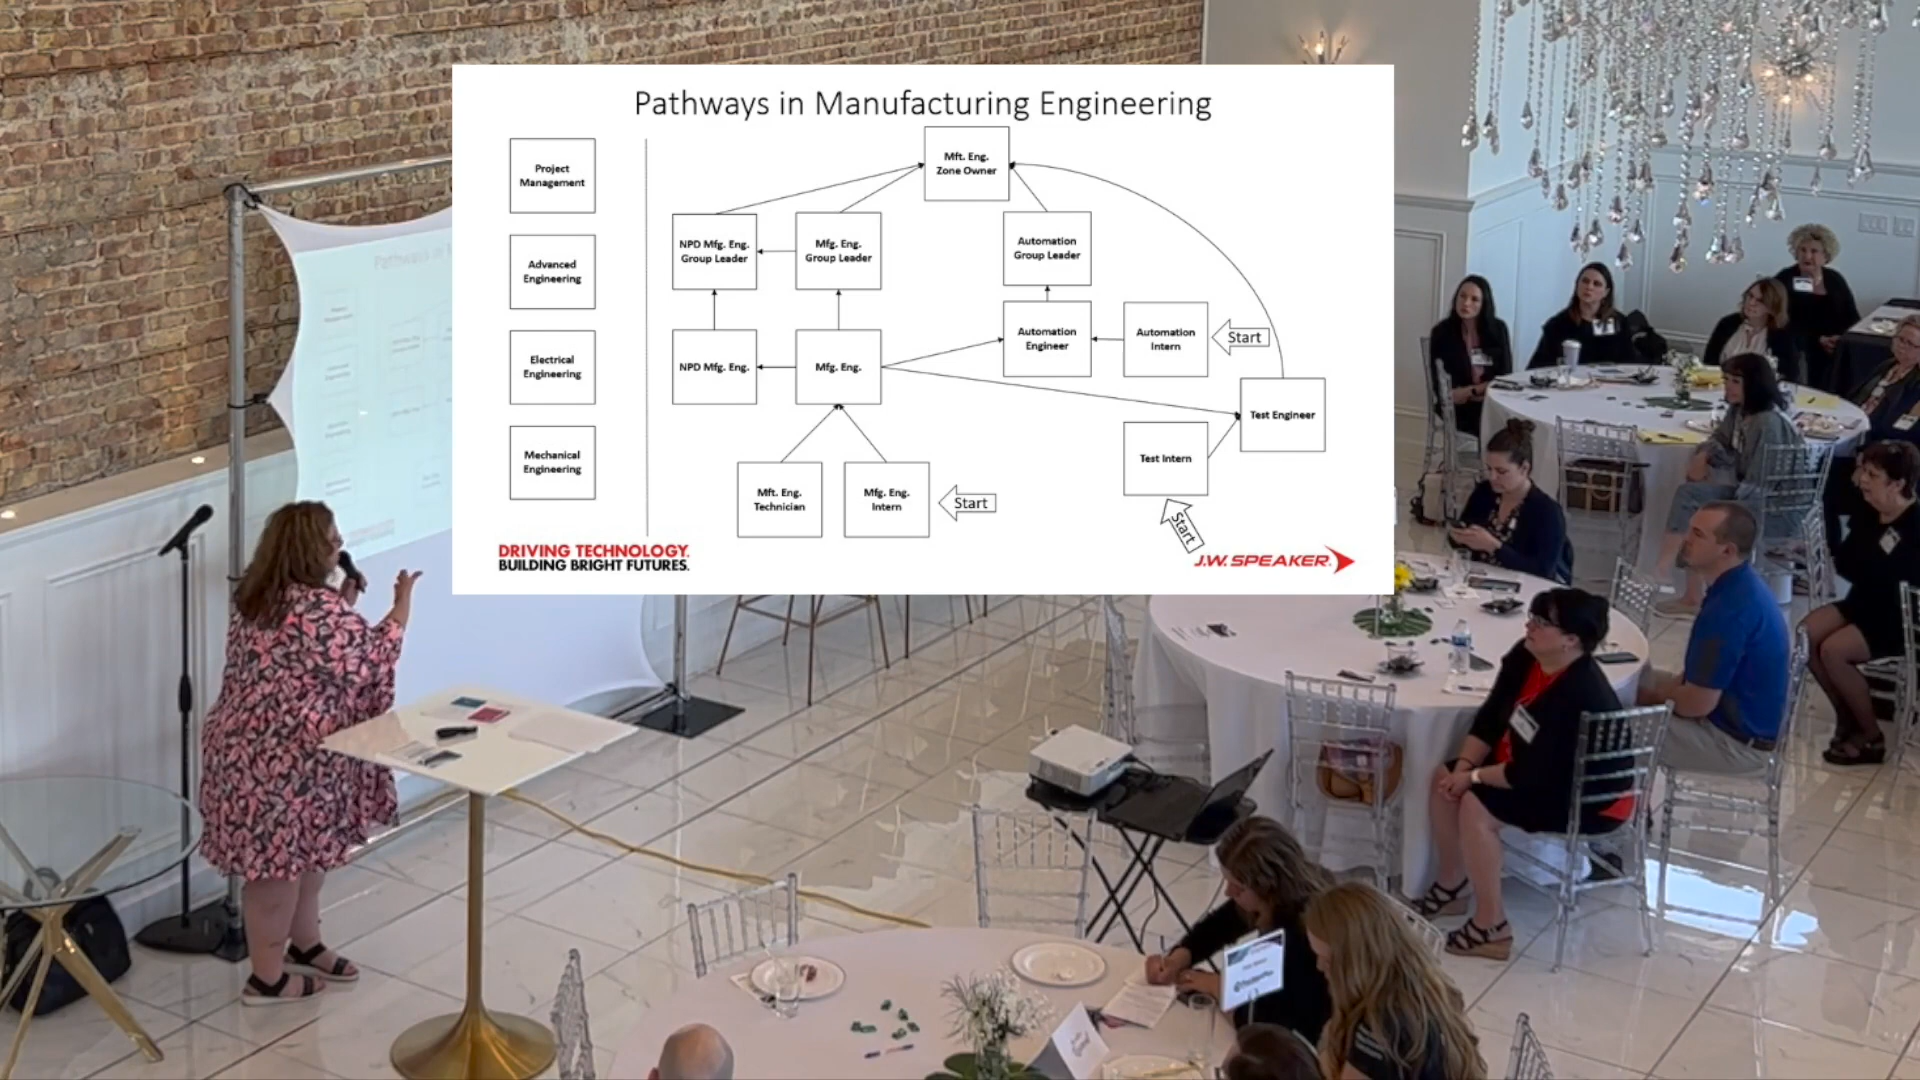 Pathways in Manufacturing Engineering
Project
Management
Advanced
Engineering
Electrical
Engineering
Mechanical
Engineering
Mft. Eng.
Zone Owner
NPD Mfg. Eng.
Group Leader
Mfg. Eng.
Group Leader
Automation
Group Leader
NPD Mfg. Eng.
Mfg. Eng.
Automation
Engineer
Automation
Intern
Start
Test Engineer
Test Intern
Start
Mft. Eng.
Technician
Mfg. Eng.
Intern
Start
DRIVING TECHNOLOGY.
BUILDING BRIGHT FUTURES.
J.W. SPEAKER
Pathways in